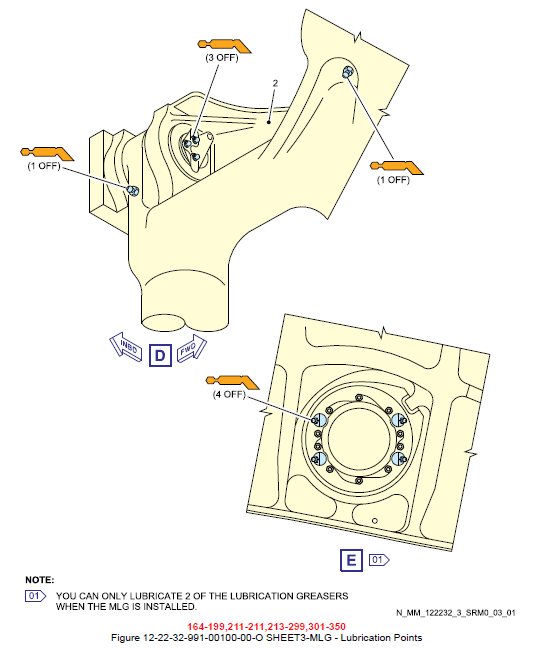 (3 OFF)
2
(1 OFF)
(1 OFF)
INBD
D
FWD
(4 OFF)
E
01
NOTE:
01 YOU CAN ONLY LUBRICATE 2 OF THE LUBRICATION GREASERS
WHEN THE MLG IS INSTALLED.
N_MM_122232_3_SRM0_03_01
164-199,211-211,213-299,301-350
Figure 12-22-32-991-00100-00-O SHEET3-MLG - Lubrication Points